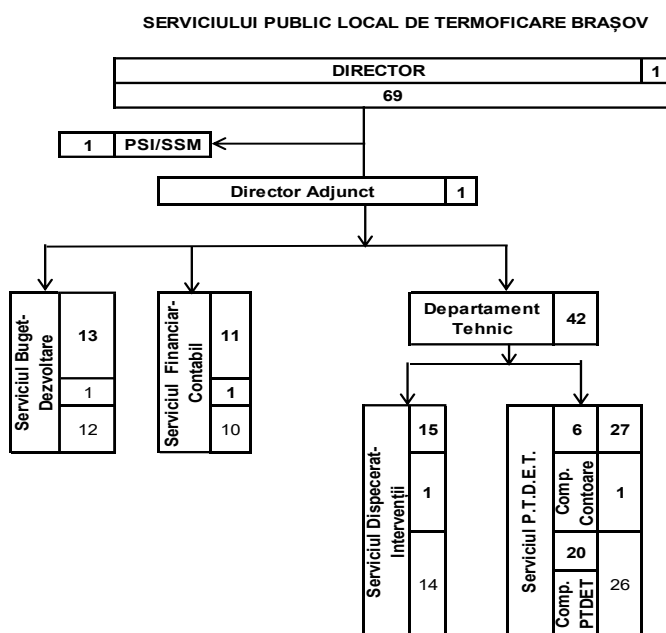 SERVICIULUI PUBLIC LOCAL DE TERMOFICARE BRAȘOV
DIRECTOR 1
69
1 PSI/SSM
Director Adjunct 1
Serviciul Buget-
Dezvoltare
13
1
12
Serviciul Financiar-
Contabil
11
1
10
Departament
Tehnic
42
Serviciul Dispecerat-
Intervenții
15
1
14
Serviciul P.T.D.E.T.
6 27
Comp.
Contoare
1
20
Comp.
PTDET
26